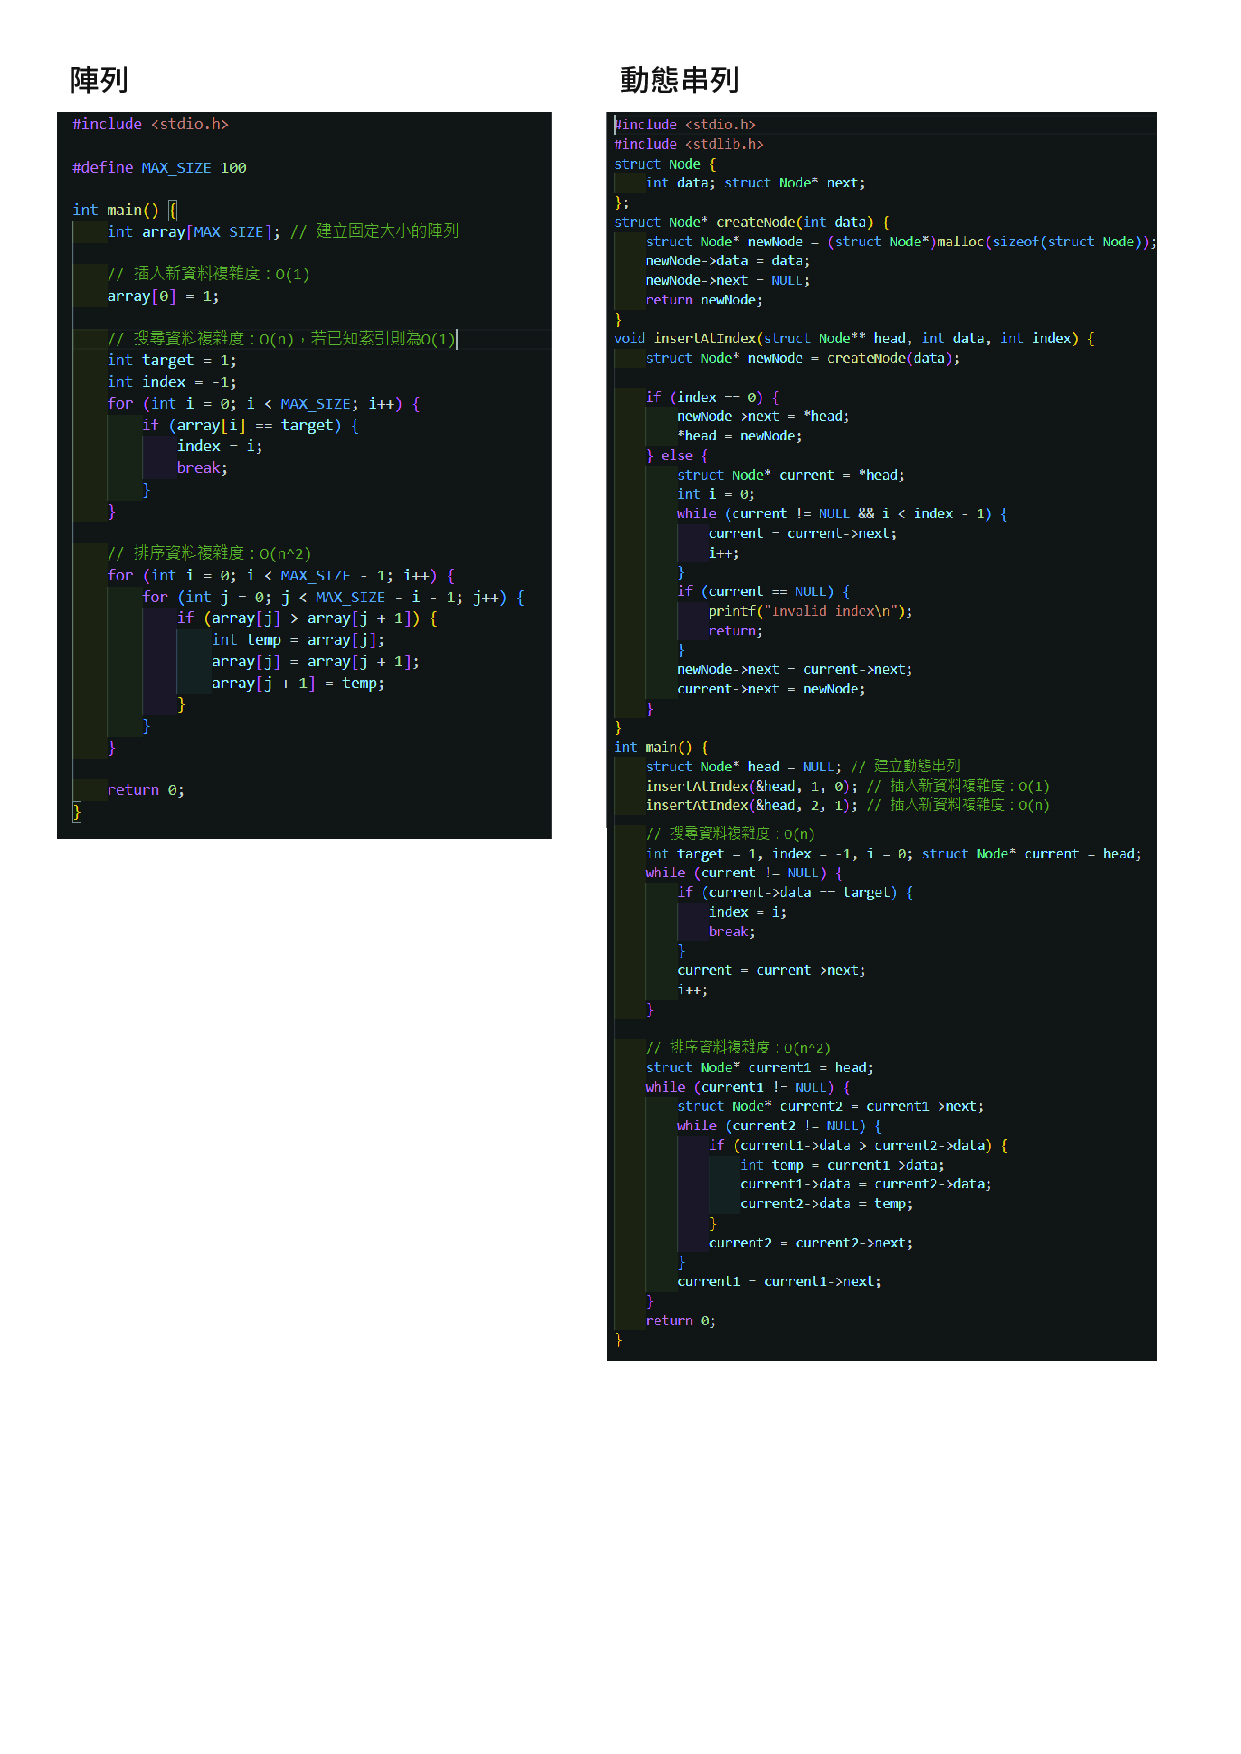 陣列
#include <stdio.h>
#define MAX_SIZE 100
int main() {
int array[MAX_SIZE]; // 建立固定大小的陣列
// 插入新資料複雜度：O(1)
array[0] = 1;
// 搜尋資料複雜度：O(n)，若已知索引則為O(1)
int target = 1;
int index = -1;
for (int i = 0; i < MAX_SIZE; i++) {
if (array[i] == target) {
index = i;
break;
}
}
// 排序資料複雜度：O(n^2)
for (int i = 0; i < MAX_SIZE - 1; i++) {
for (int j = 0; j < MAX_SIZE - i - 1; j++) {
if (array[j] > array[j + 1]) {
int temp = array[j];
array[j] = array[j + 1];
array[j + 1] = temp;
}
}
}
return 0;
}
動態串列
#include <stdio.h>
#include <stdlib.h>
struct Node {
int data; struct Node* next;
};
struct Node* createNode(int data) {
struct Node* newNode = (struct Node*)malloc(sizeof(struct Node));
newNode->data = data;
newNode->next = NULL;
return newNode;
}
void insertAtIndex(struct Node** head, int data, int index) {
struct Node* newNode = createNode(data);
if (index == 0) {
newNode->next = *head;
*head = newNode;
} else {
struct Node* current = *head;
int i = 0;
while (current != NULL && i < index - 1) {
current = current->next;
i++;
}
if (current == NULL) {
printf("Invalid index\n");
return;
}
newNode->next = current->next;
current->next = newNode;
}
}
int main() {
struct Node* head = NULL; // 建立動態串列
insertAtIndex(&head, 1, 0); // 插入新資料複雜度：O(1)
insertAtIndex(&head, 2, 1); // 插入新資料複雜度：O(n)
// 搜尋資料複雜度：O(n)
int target = 1, index = -1, i = 0; struct Node* current = head;
while (current != NULL) {
if (current->data == target) {
index = i;
break;
}
current = current->next;
i++;
}
// 排序資料複雜度：O(n^2)
struct Node* current1 = head;
while (current1 != NULL) {
struct Node* current2 = current1->next;
while (current2 != NULL) {
if (current1->data > current2->data) {
int temp = current1->data;
current1->data = current2->data;
current2->data = temp;
}
current2 = current2->next;
}
current1 = current1->next;
}
return 0;
}